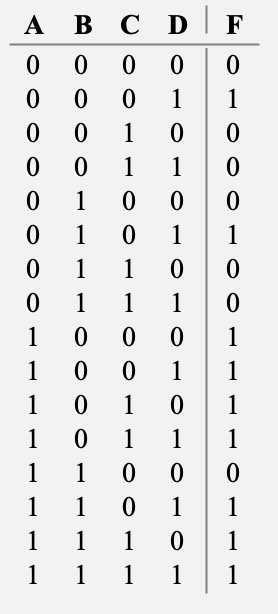 A B C D F
0 0 0 0 0
0 0 0 1 1
0 0 1 0 0
0 0 1 1 0
0 1 0 0 0
0 1 0 1 1
0 1 1 0 0
0 1 1 1 0
1 0 0 0 1
1 0 0 1 1
1 0 1 0 1
1 0 1 1 1
1 1 0 0 0
1 1 0 1 1
1 1 1 0 1
1 1 1 1 1